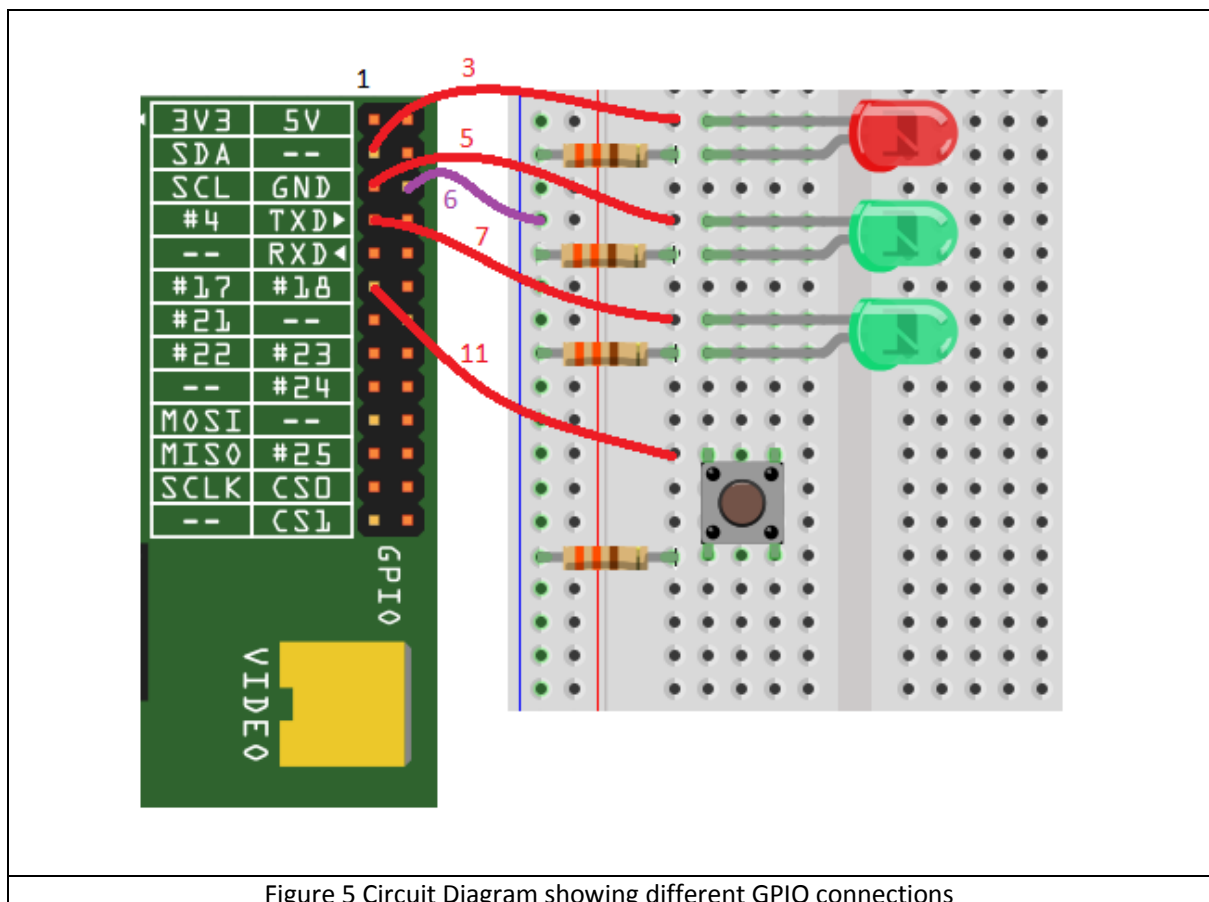 1
3
3V3 5V
SDA --
5
SCL GND
6
#4 TXD▶
7
-- RXD◀
#17 #18
#21 --
11
#22 #23
-- #24
MOSI --
MISO #25
SCLK CS0
-- CS1
GPIO
VIDEO
Figure 5 Circuit Diagram showing different GPIO connections